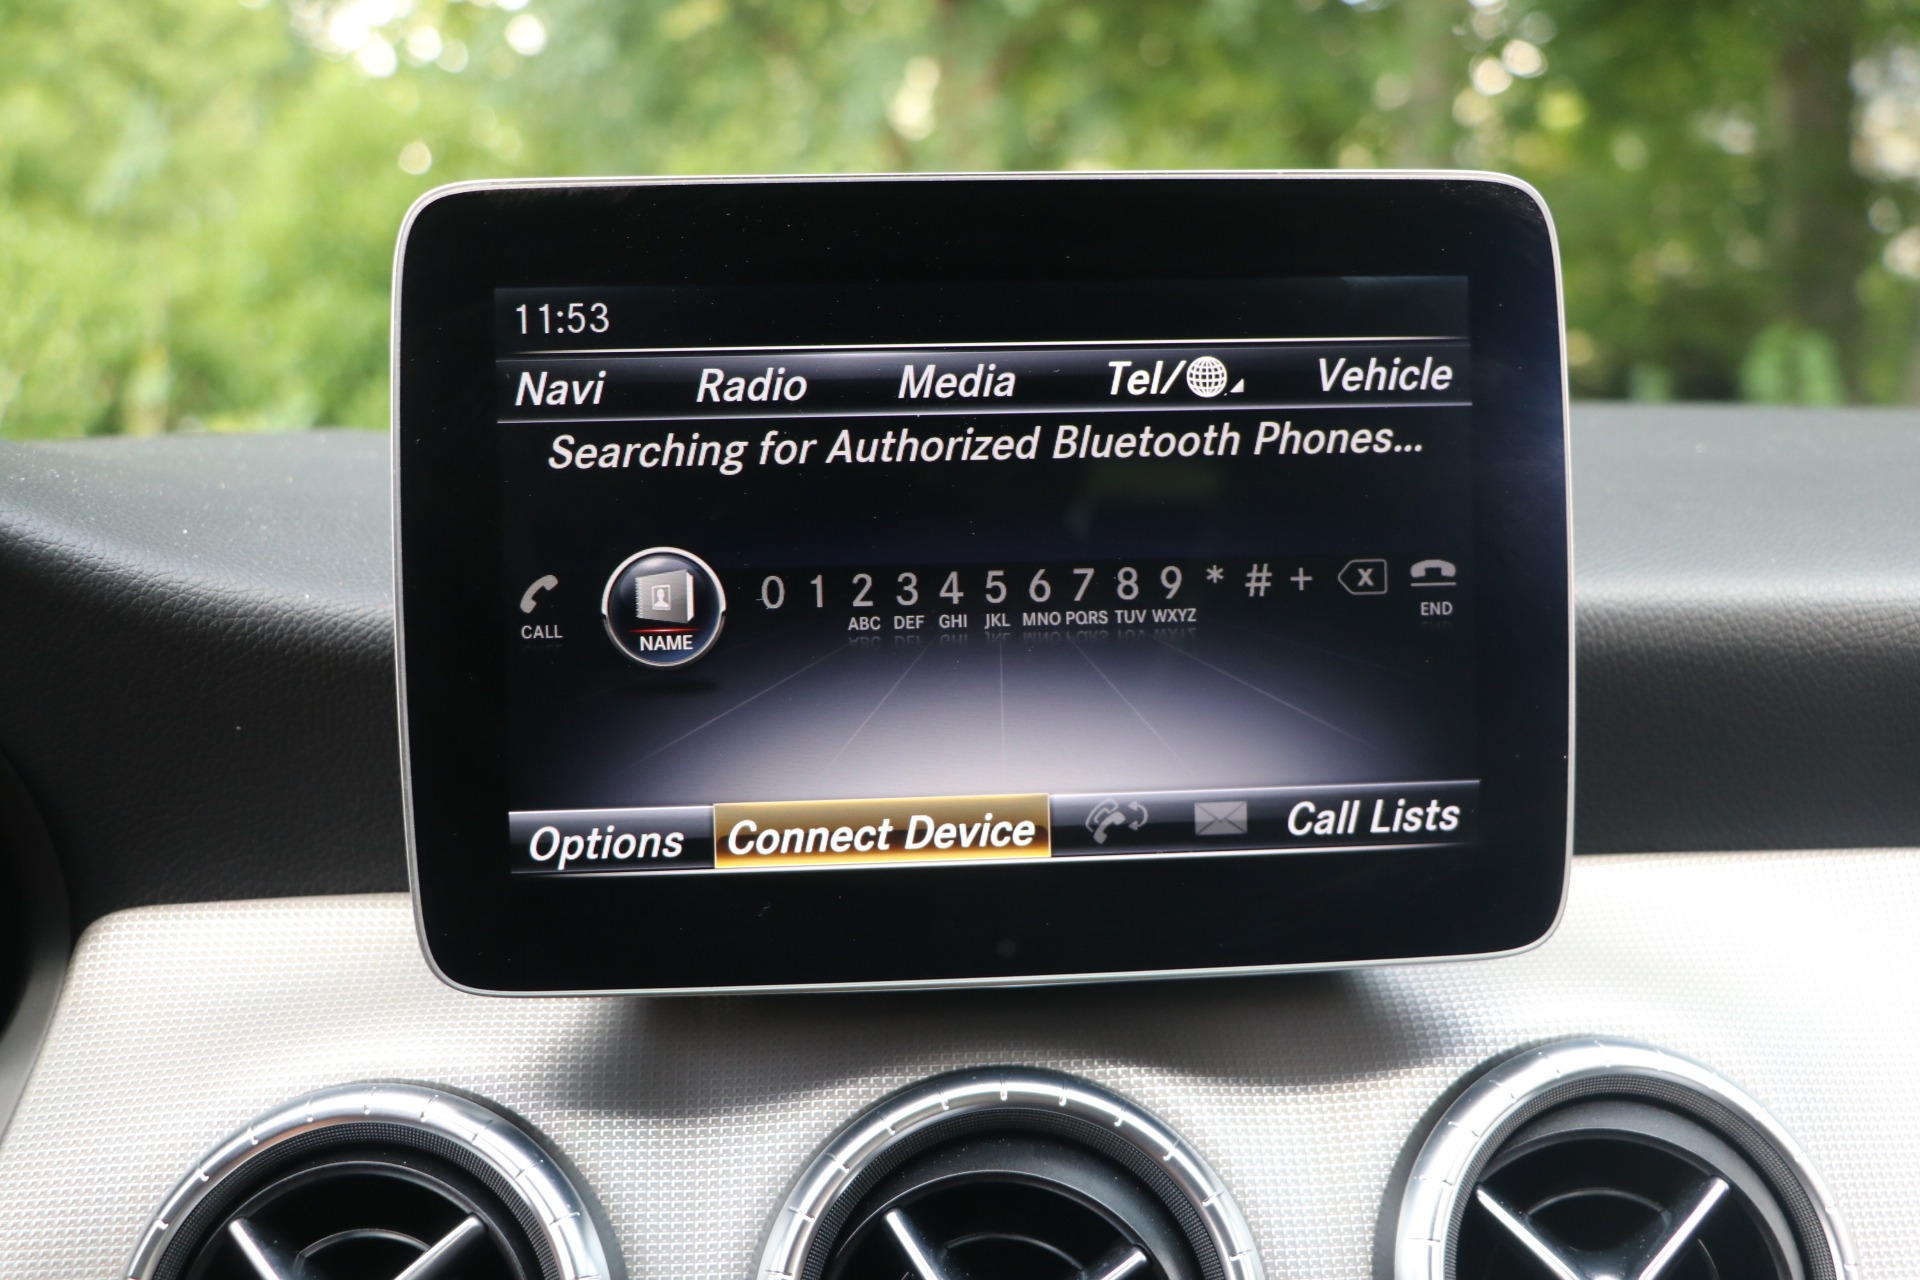 11:53
Navi Radio Media Tel/ Vehicle
Searching for Authorized Bluetooth Phones...
0 1 2 3 4 5 6 7 8 9 * # + x
CALL NAME ABC DEF GHI JKL MNO PQRS TUV WXYZ END
Options Connect Device Call Lists